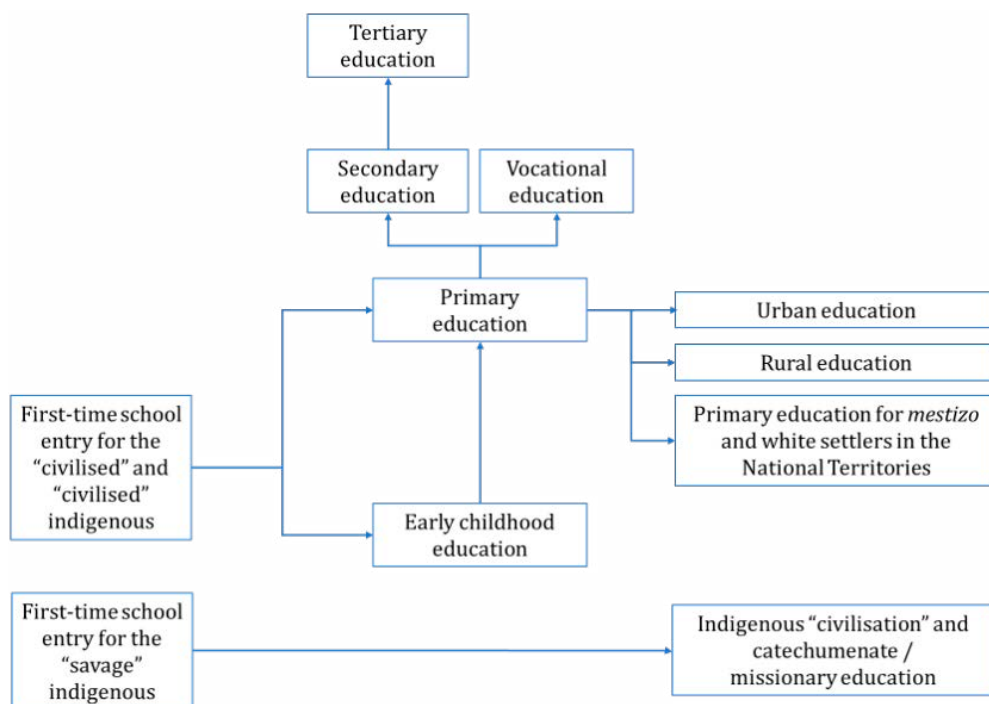 Tertiary
education
Secondary
education
Vocational
education
Primary
education
Urban education
Rural education
Primary education for mestizo
and white settlers in the
National Territories
First-time school
entry for the
“civilised” and
“civilised”
indigenous
Early childhood
education
First-time school
entry for the
“savage”
indigenous
Indigenous “civilisation” and
catechumenate /
missionary education